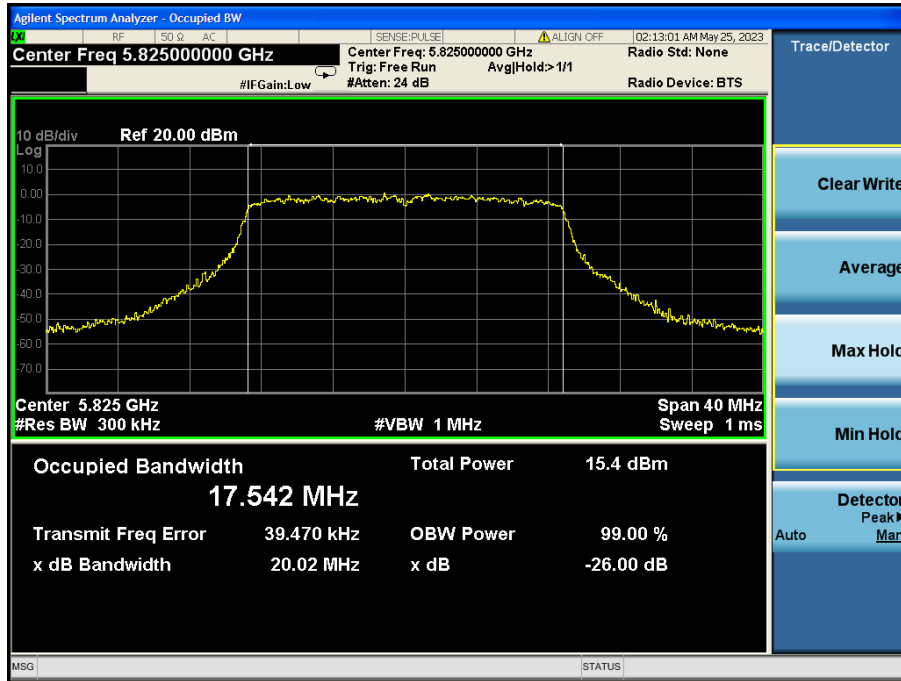 Agilent Spectrum Analyzer - Occupied BW
LXI RF 50 Ω AC SENSE:PULSE ALIGN OFF 02:13:01 AM May 25, 2023
Center Freq 5.825000000 GHz
Center Freq: 5.825000000 GHz
Radio Std: None
Trig: Free Run Avg|Hold:> 1/1
#IFGain:Low
#Atten: 24 dB
Radio Device: BTS
10 dB/div Ref 20.00 dBm
Log
10.0
0.00
-10.0
-20.0
-30.0
-40.0
-50.0
-60.0
-70.0
Center 5.825 GHz Span 40 MHz
#Res BW 300 kHz #VBW 1 MHz Sweep 1 ms
Occupied Bandwidth Total Power 15.4 dBm
17.542 MHz
Transmit Freq Error 39.470 kHz OBW Power 99.00 %
x dB Bandwidth 20.02 MHz x dB -26.00 dB
MSG STATUS
Trace/Detector
Clear Write
Average
Max Hold
Min Hold
Detector
Peak▶
Auto Man